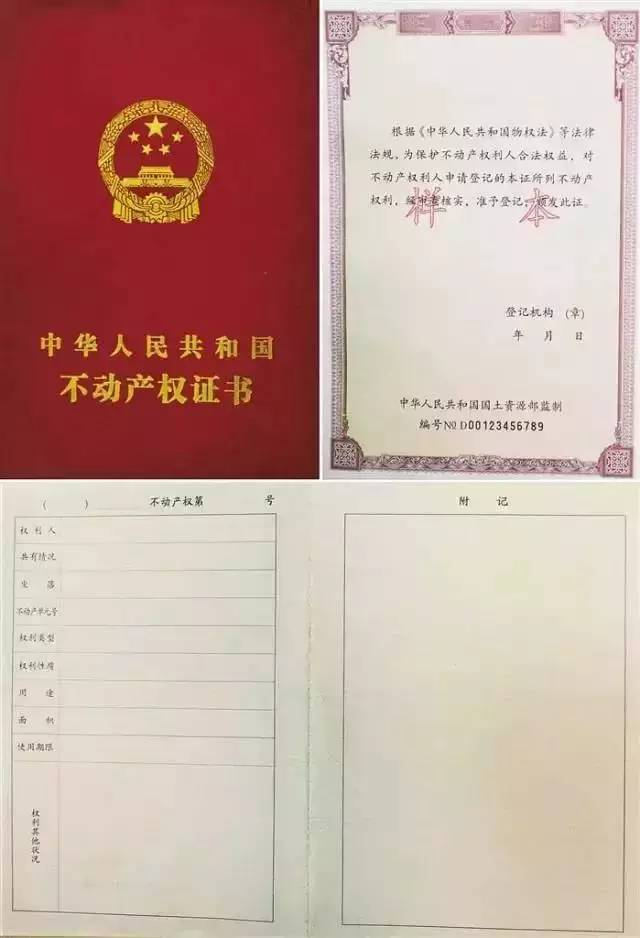 中华人民共和国
不动产权证书
根据《中华人民共和国物权法》等法律
法规，为保护不动产权利人合法权益，对
不动产权利人申请登记的本证所列不动产
权利，经审查核实，准予登记，颁发此证。
样本
登记机构 (章)
年 月 日
中华人民共和国国土资源部监制
编号 № D00123456789
( ) 不动产权第 号
权利人
共有情况
坐落
不动产单元号
权利类型
权利性质
用途
面积
使用期限
权利其他状况
附 记